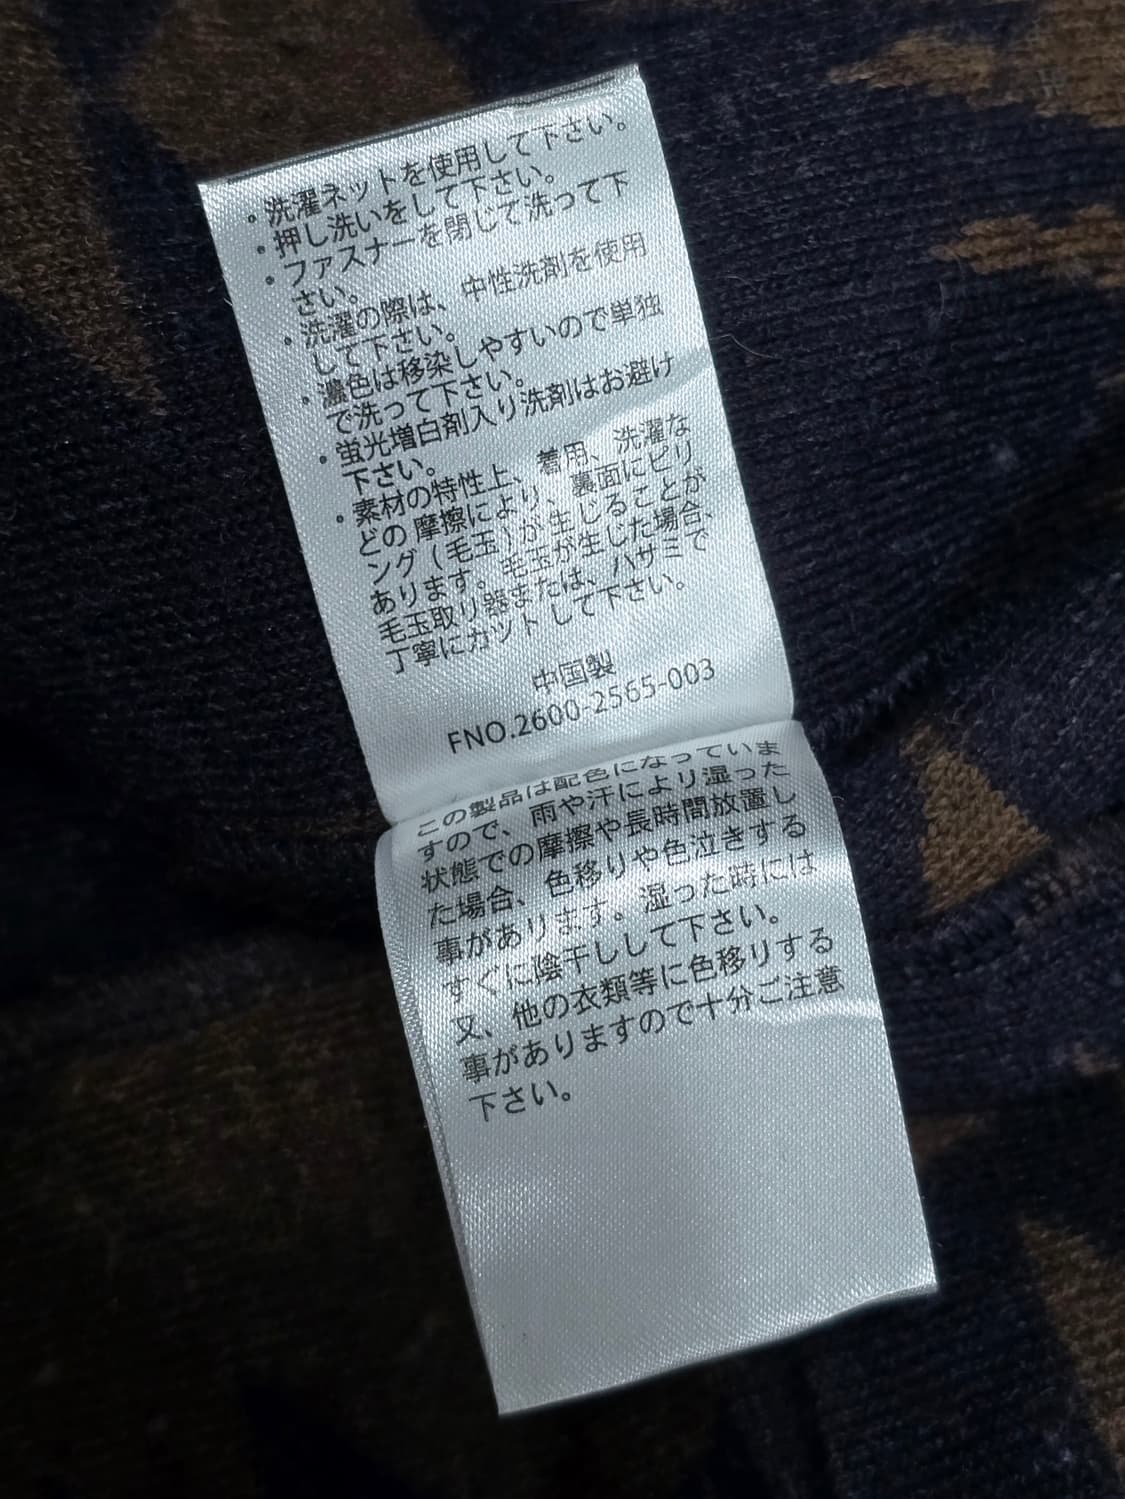 ・洗濯ネットを使用して下さい。
・押し洗いをして下さい。
・ファスナーを閉じて洗って下
さい。
・洗濯の際は、中性洗剤を使用
して下さい。
・濃色は移染しやすいので単独
で洗って下さい。
・蛍光増白剤入り洗剤はお避け
下さい。
・素材の特性上、着用、洗濯な
どの摩擦により、裏面にピリ
ング(毛玉)が生じることが
あります。毛玉が生じた場合、
毛玉取り器または、ハサミで
丁寧にカットして下さい。
中国製
FNO.2600-2565-003
この製品は配色になっていま
すので、雨や汗により湿った
状態での摩擦や長時間放置し
た場合、色移りや色泣きする
事があります。湿った時には
すぐに陰干しして下さい。
又、他の衣類等に色移りする
事がありますので十分ご注意
下さい。